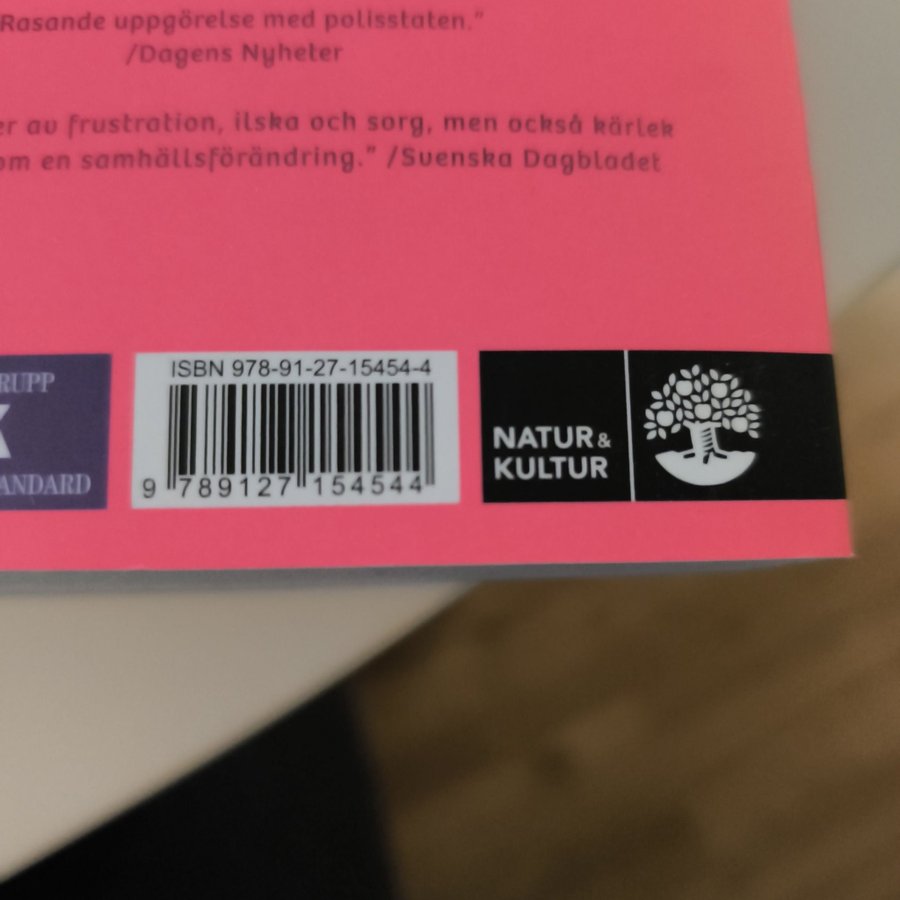 Rasande uppgörelse med polisstaten.”
/Dagens Nyheter
er av frustration, ilska och sorg, men också kärlek
om en samhällsförändring.” /Svenska Dagbladet
RUPP
K
ANDARD
ISBN 978-91-27-15454-4
9 789127 154544
NATUR &
KULTUR